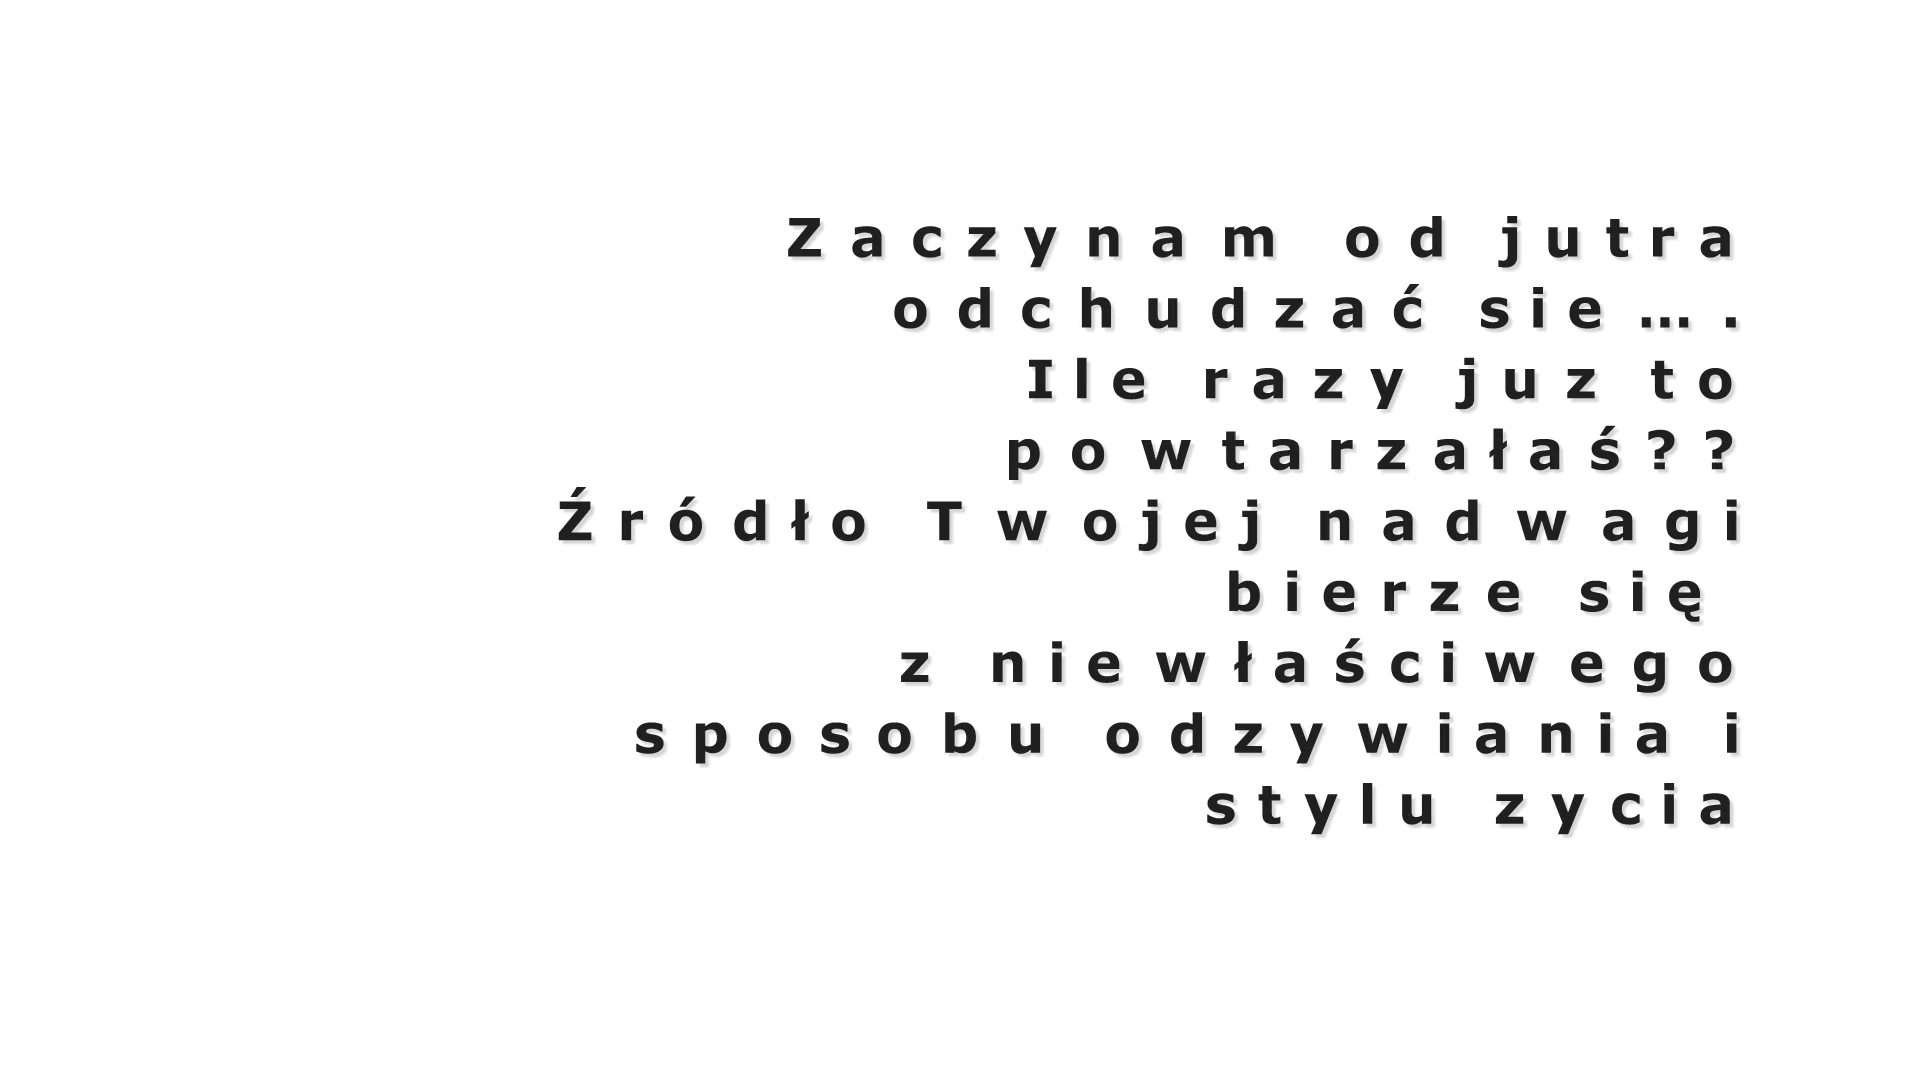 Zaczynam od jutra
odchudzać sie….
Ile razy juz to
powtarzałaś??
Źródło Twojej nadwagi
bierze się
z niewłaściwego
sposobu odzywiania i
stylu zycia